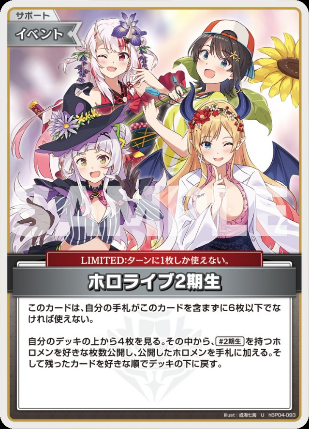 サポート
イベント
SAMPLE
LIMITED:ターンに1枚しか使えない。
ホロライブ2期生
このカードは、自分の手札がこのカードを含まずに6枚以下でな
ければ使えない。
自分のデッキの上から4枚を見る。その中から、#2期生を持つホ
ロメンを好きな枚数公開し、公開したホロメンを手札に加える。そ
して残ったカードを好きな順でデッキの下に戻す。
U hBP04-093